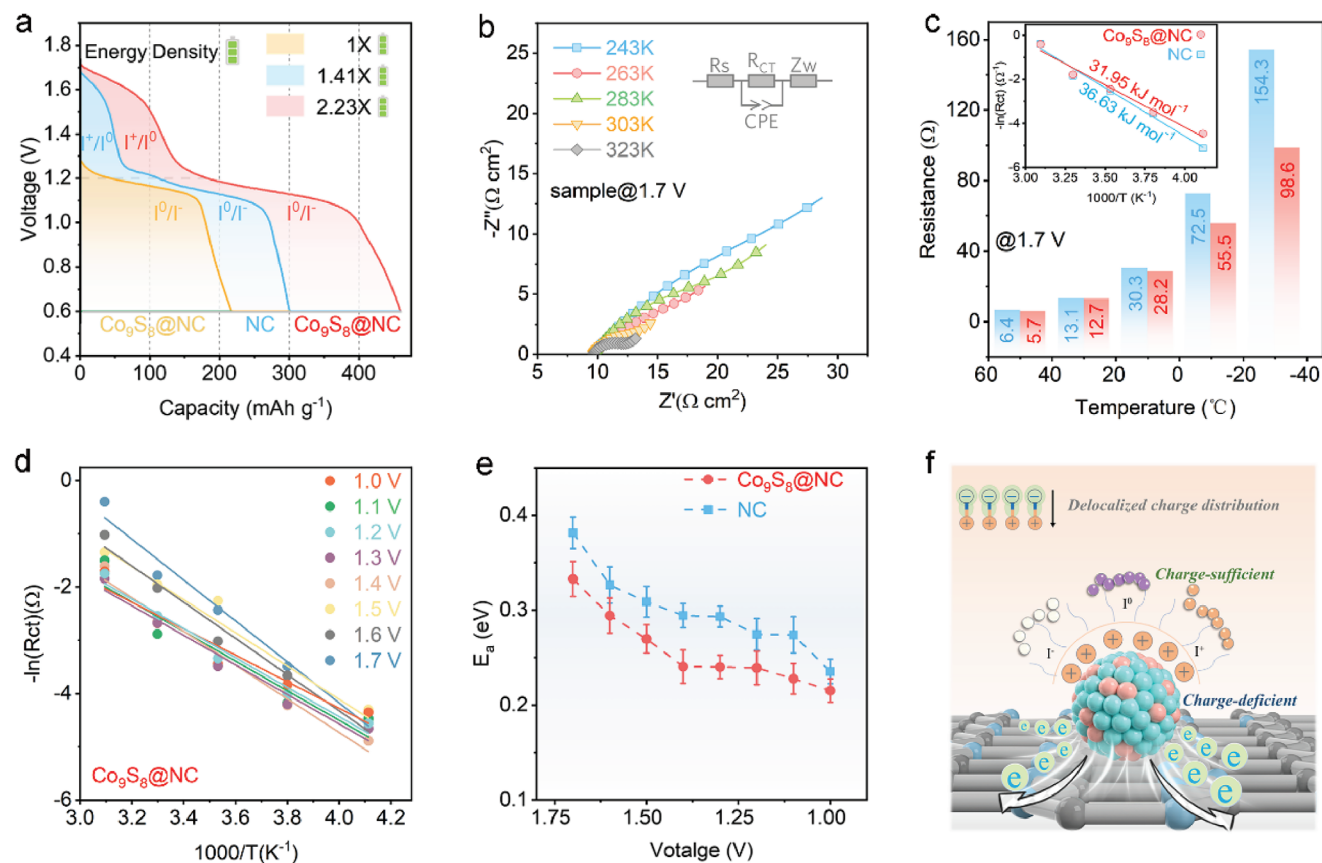 a
Energy Density
1X
1.41X
2.23X
I⁺/I⁰
I⁺/I⁰
I⁰/I⁻
I⁰/I⁻
I⁰/I⁻
Co₉S₈@NC
NC
Co₉S₈@NC
1.8
1.6
1.4
1.2
1.0
0.8
0.6
0.4
Voltage (V)
0
100
200
300
400
Capacity (mAh g⁻¹)
b
243K
263K
283K
303K
323K
Rs
R_CT
Zw
CPE
sample@1.7 V
25
20
15
10
5
0
-Z''(Ω cm²)
5
10
15
20
25
30
Z'(Ω cm²)
c
Co₉S₈@NC
NC
31.95 kJ mol⁻¹
36.63 kJ mol⁻¹
0
-2
-4
-6
-ln(Rct) (Ω⁻¹)
3.00
3.25
3.50
3.75
4.00
1000/T (K⁻¹)
@1.7 V
6.4
5.7
13.1
12.7
30.3
28.2
72.5
55.5
154.3
98.6
160
120
80
40
0
Resistance (Ω)
60
40
20
0
-20
-40
Temperature (℃)
d
1.0 V
1.1 V
1.2 V
1.3 V
1.4 V
1.5 V
1.6 V
1.7 V
Co₉S₈@NC
0
-2
-4
-6
-ln(Rct)(Ω)
3.0
3.2
3.4
3.6
3.8
4.0
4.2
1000/T(K⁻¹)
e
Co₉S₈@NC
NC
0.4
0.3
0.2
0.1
Eₐ (eV)
1.75
1.50
1.25
1.00
Votalge (V)
f
Delocalized charge distribution
Charge-sufficient
I⁻
I⁰
I⁺
Charge-deficient
e
e
e
e
e
e
e
e
e
e